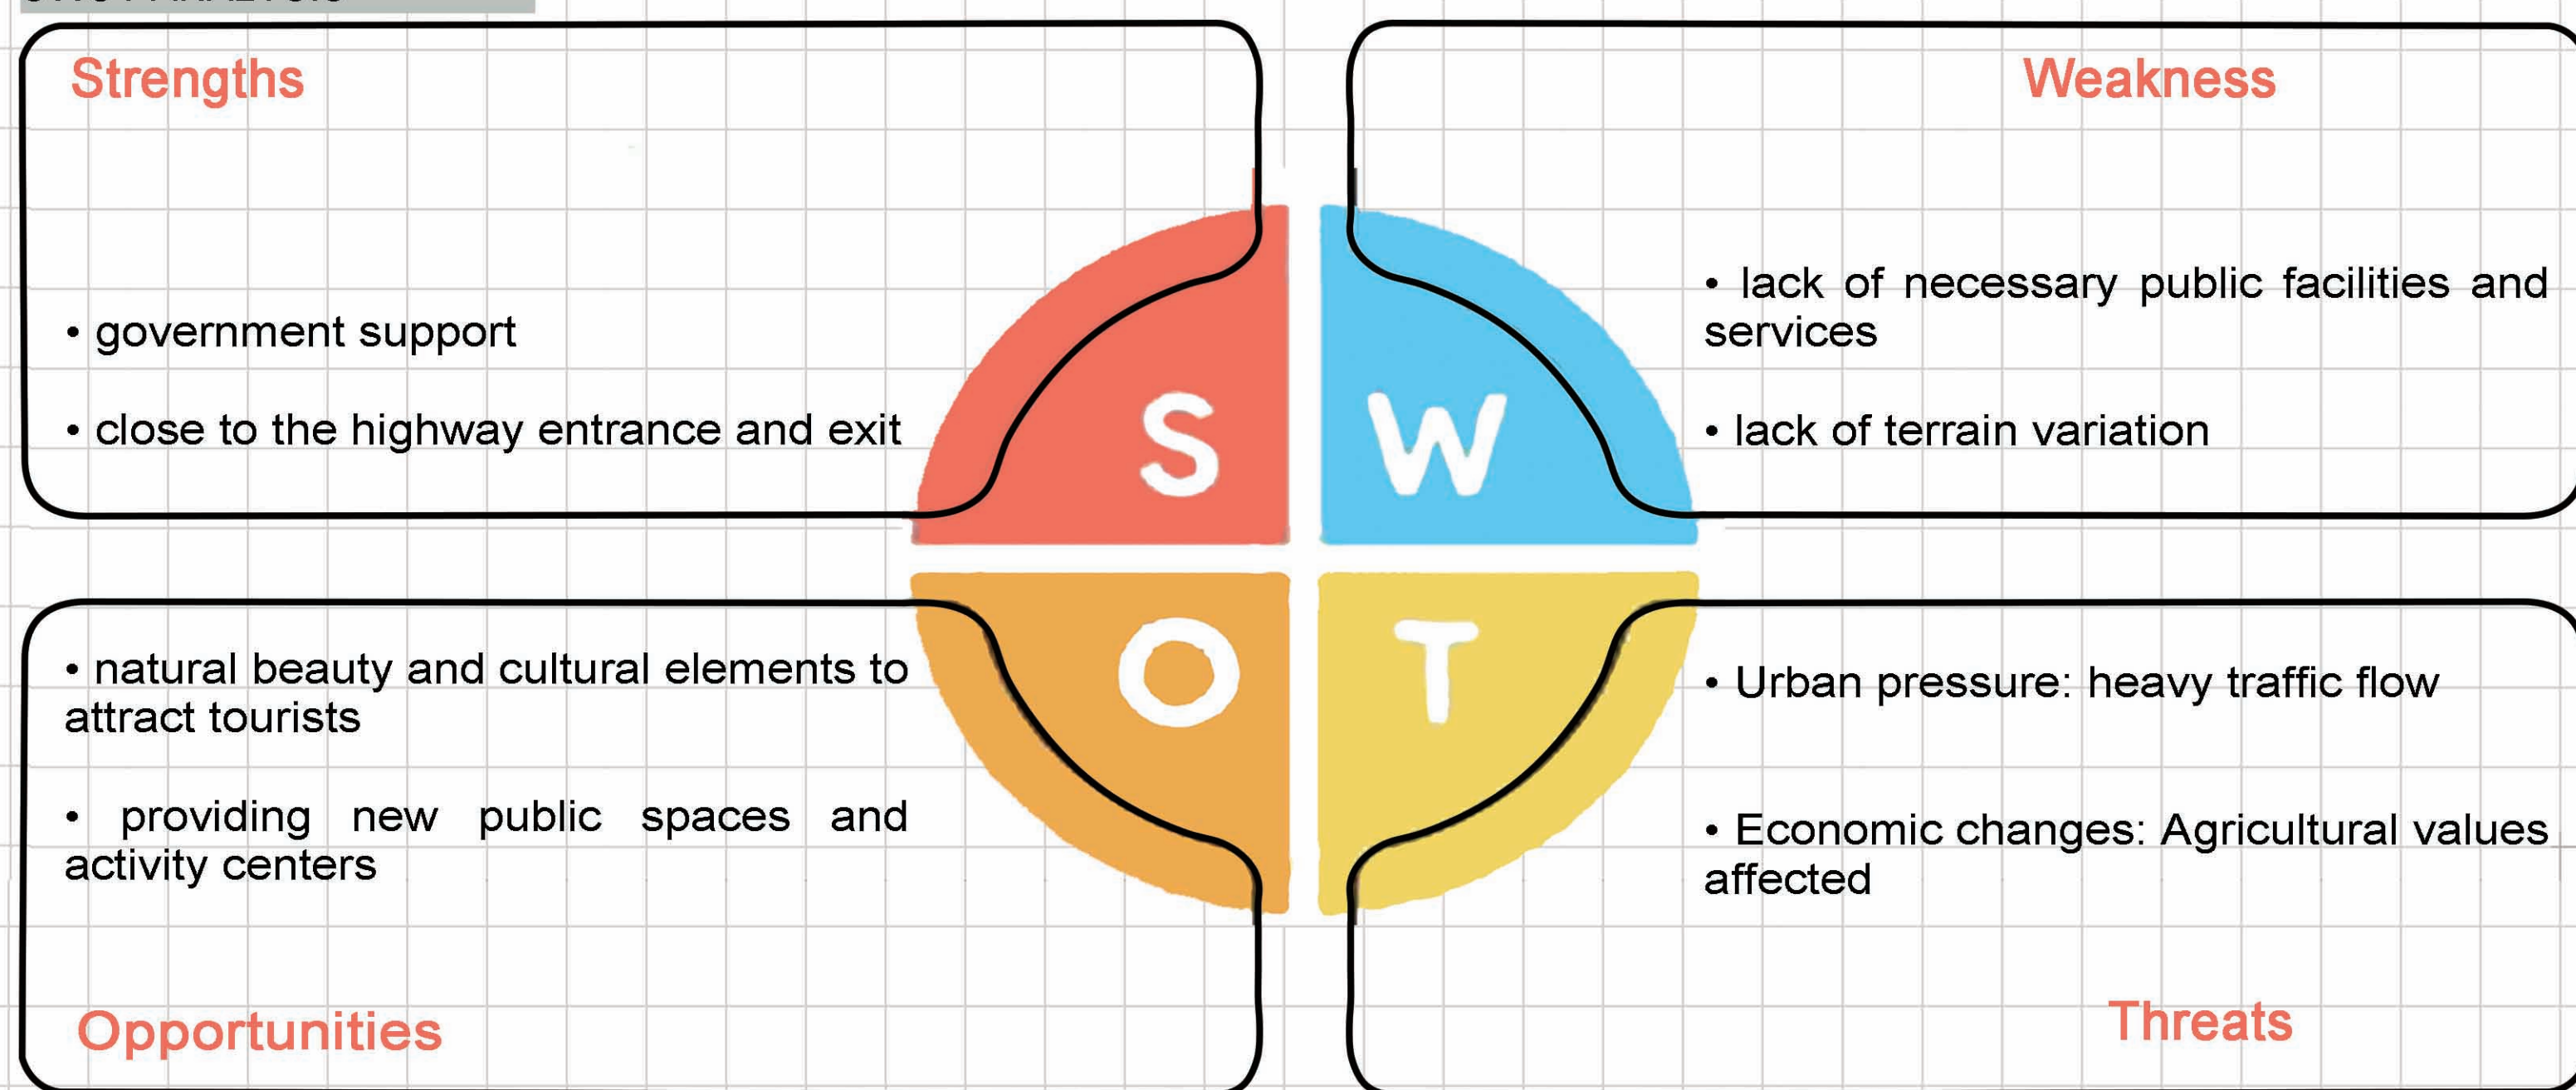 Strengths
• government support
• close to the highway entrance and exit
Weakness
• lack of necessary public facilities and
services
• lack of terrain variation
S
W
O
T
• natural beauty and cultural elements to
attract tourists
• providing new public spaces and
activity centers
Opportunities
• Urban pressure: heavy traffic flow
• Economic changes: Agricultural values
affected
Threats